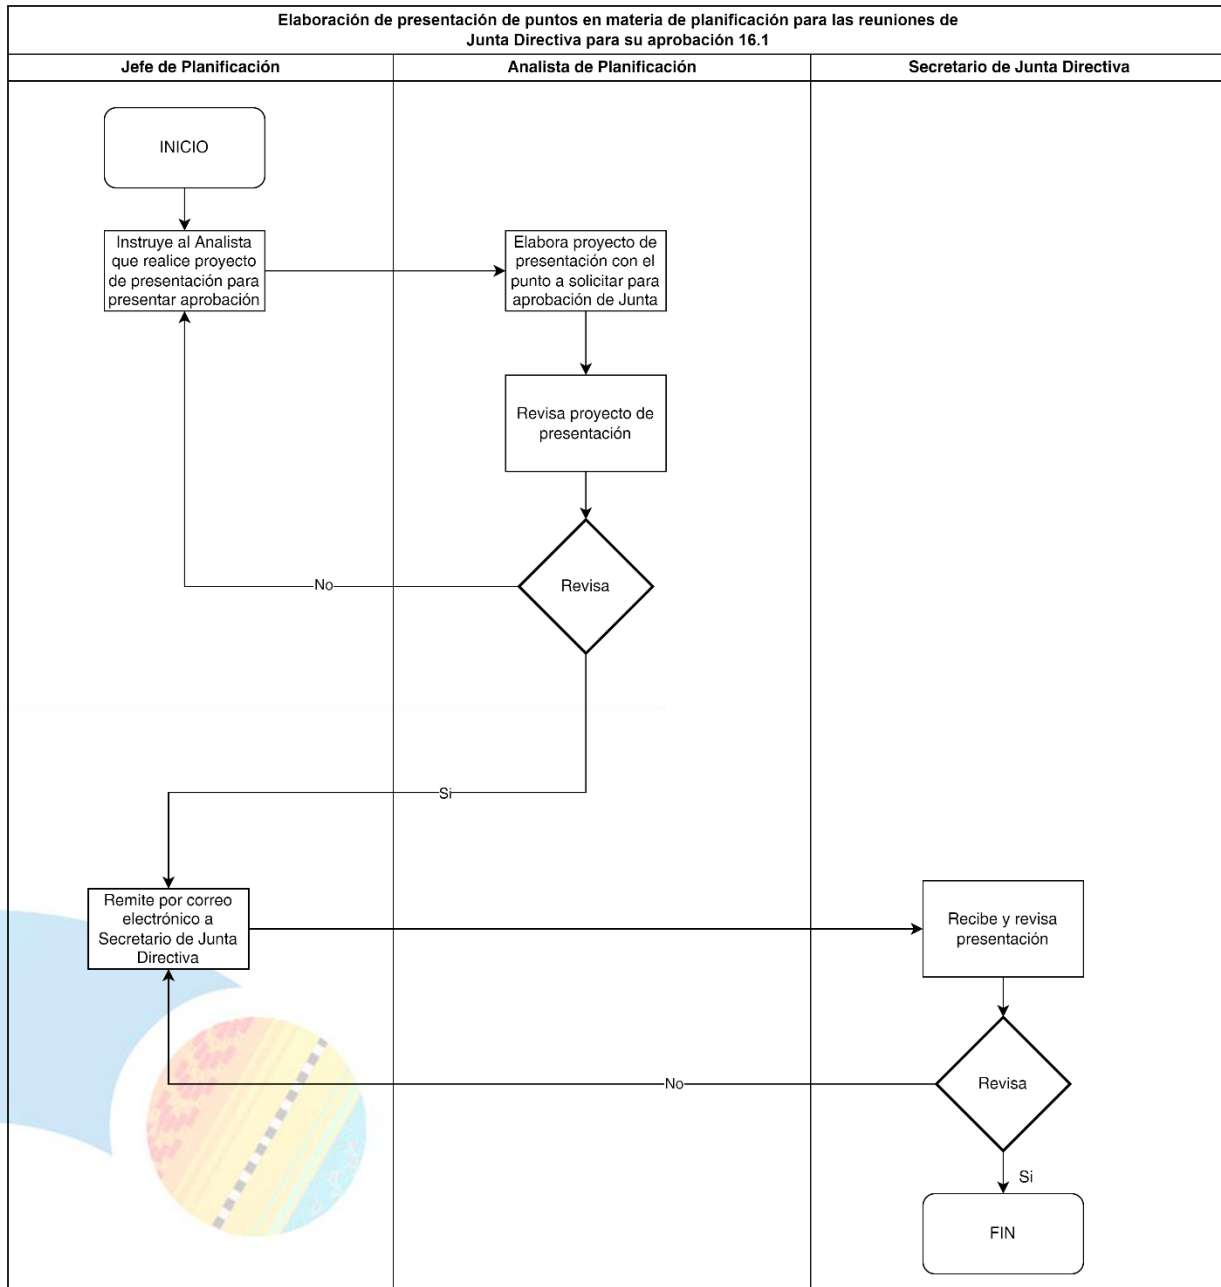 Elaboración de presentación de puntos en materia de planificación para las reuniones de
Junta Directiva para su aprobación 16.1
Jefe de Planificación
Analista de Planificación
Secretario de Junta Directiva
INICIO
Instruye al Analista
que realice proyecto
de presentación para
presentar aprobación
Elabora proyecto de
presentación con el
punto a solicitar para
aprobación de Junta
Revisa proyecto de
presentación
Revisa
No
Si
Remite por correo
electrónico a
Secretario de Junta
Directiva
Recibe y revisa
presentación
Revisa
No
Si
FIN